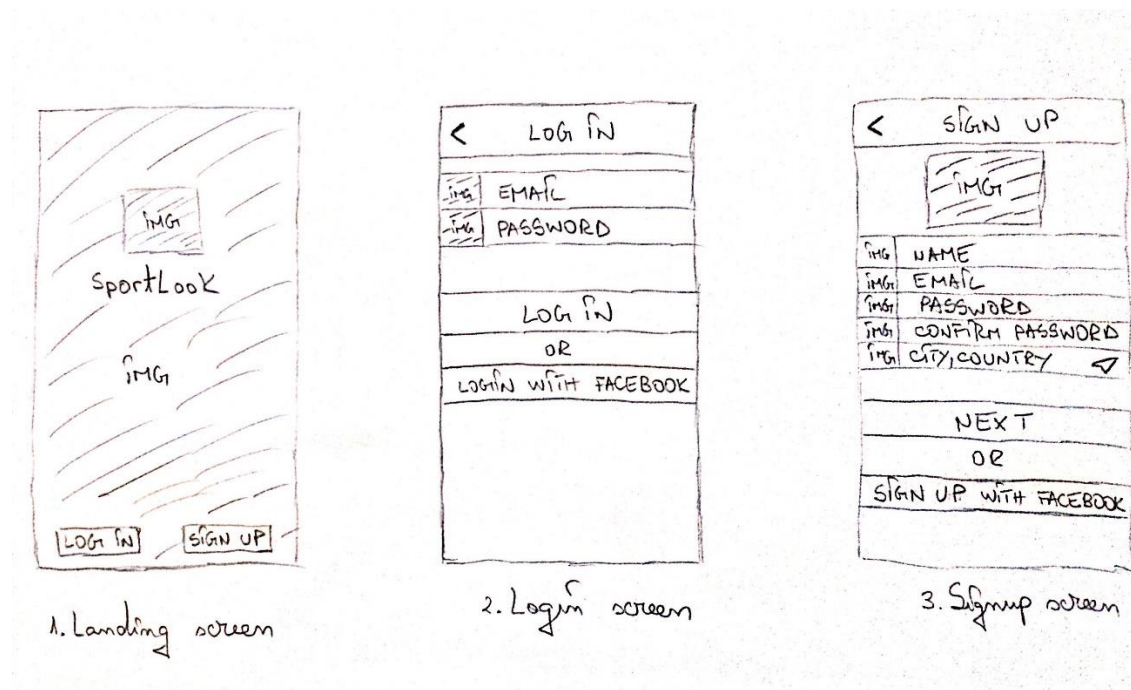 iMG
SportLook
iMG
LOG iN
SiGN UP
1. Landing screen
< LOG iN
iMG EMAiL
iMG PASSWORD
LOG iN
OR
LOGiN WiTH FACEBOOK
2. Login screen
< SiGN UP
iMG
iMG NAME
iMG EMAiL
iMG PASSWORD
iMG CONFiRM PASSWORD
iMG CiTY, COUNTRY
NEXT
OR
SiGN UP WiTH FACEBOOK
3. Signup screen